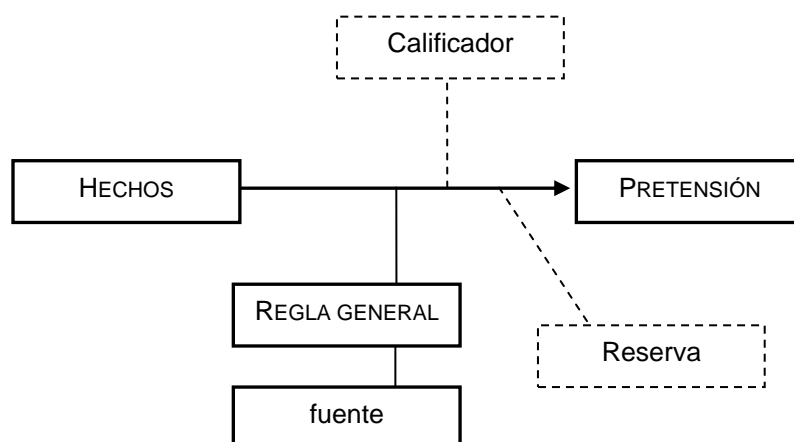 Calificador
HECHOS
PRETENSIÓN
REGLA GENERAL
Reserva
fuente